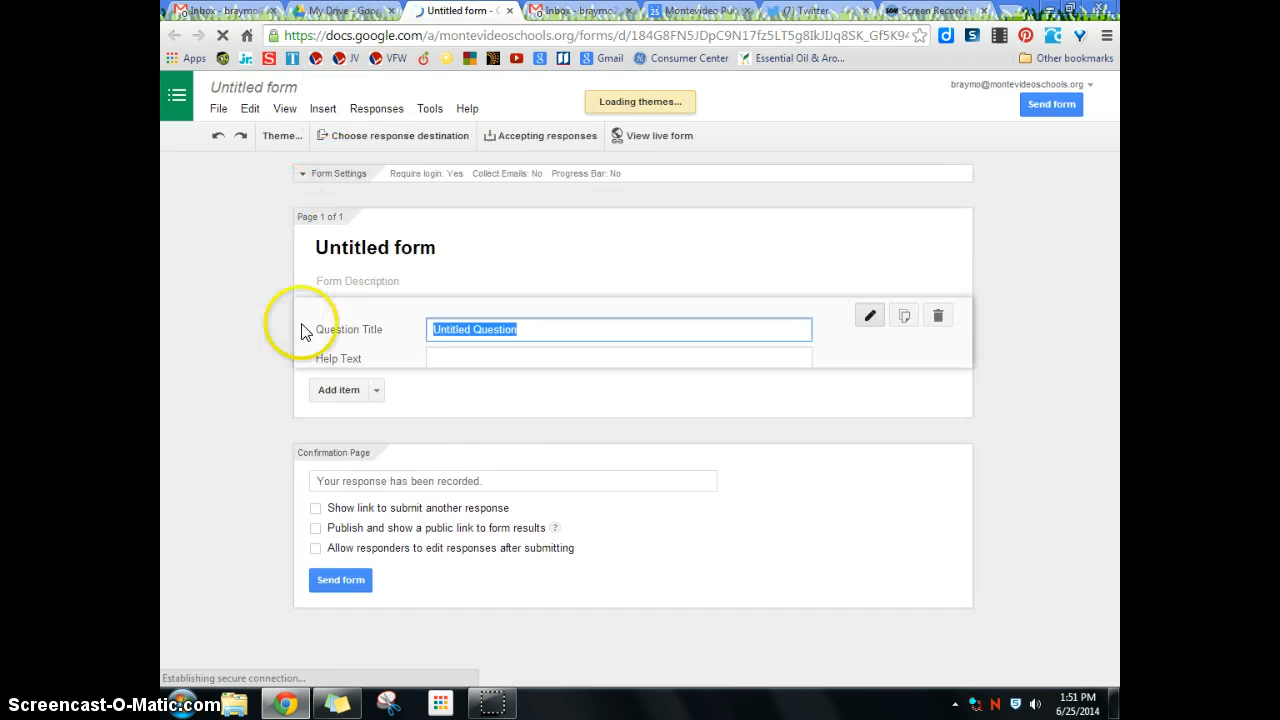 Inbox - braymo
My Drive - Goog
Untitled form - G
Inbox - braymo
Montevideo Pu
(7) Twitter
Screen Recorder
https://docs.google.com/a/montevideoschools.org/forms/d/184G8FN5JDpC9N17fz5LT5g8IkJJq8SK_Gf5K94
Apps
JV
VFW
Gmail
Consumer Center
Essential Oil & Aro...
Other bookmarks
Untitled form
Loading themes...
braymo@montevideoschools.org
File Edit View Insert Responses Tools Help
Send form
Theme... Choose response destination Accepting responses View live form
Form Settings Require login: Yes Collect Emails: No Progress Bar: No
Page 1 of 1
Untitled form
Form Description
Question Title Untitled Question
Help Text
Add item
Confirmation Page
Your response has been recorded.
Show link to submit another response
Publish and show a public link to form results ?
Allow responders to edit responses after submitting
Send form
Establishing secure connection...
Screencast-O-Matic.com
1:51 PM
6/25/2014